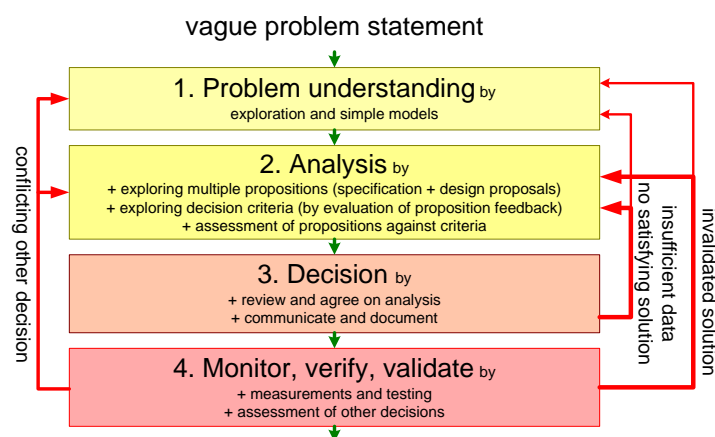 vague problem statement
1. Problem understanding by
exploration and simple models
2. Analysis by
+ exploring multiple propositions (specification + design proposals)
+ exploring decision criteria (by evaluation of proposition feedback)
+ assessment of propositions against criteria
3. Decision by
+ review and agree on analysis
+ communicate and document
4. Monitor, verify, validate by
+ measurements and testing
+ assessment of other decisions
conflicting other decision
insufficient data
no satisfying solution
invalidated solution